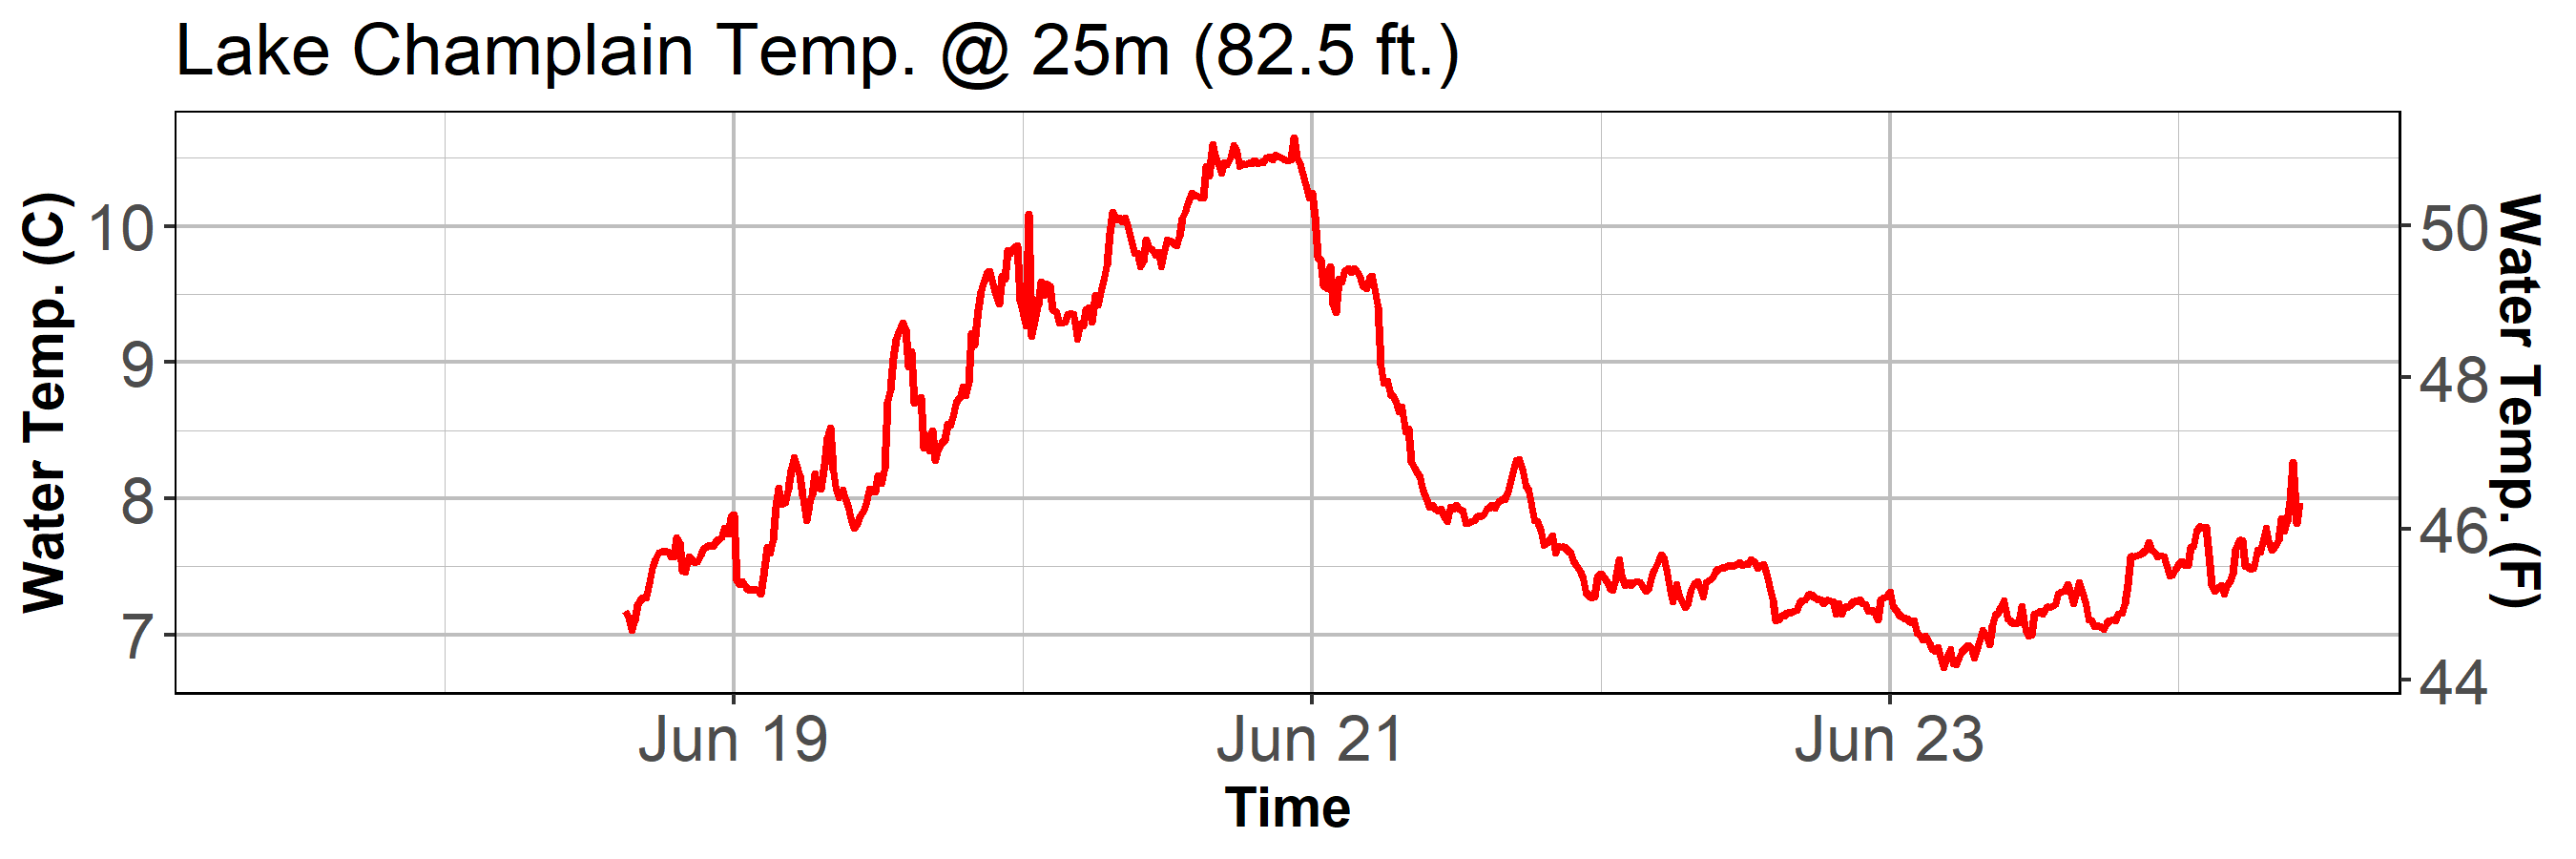 Lake Champlain Temp. @ 25m (82.5 ft.)
Water Temp. (C)
10
9
8
7
50
48
46
44
Water Temp. (F)
Jun 19
Jun 21
Jun 23
Time